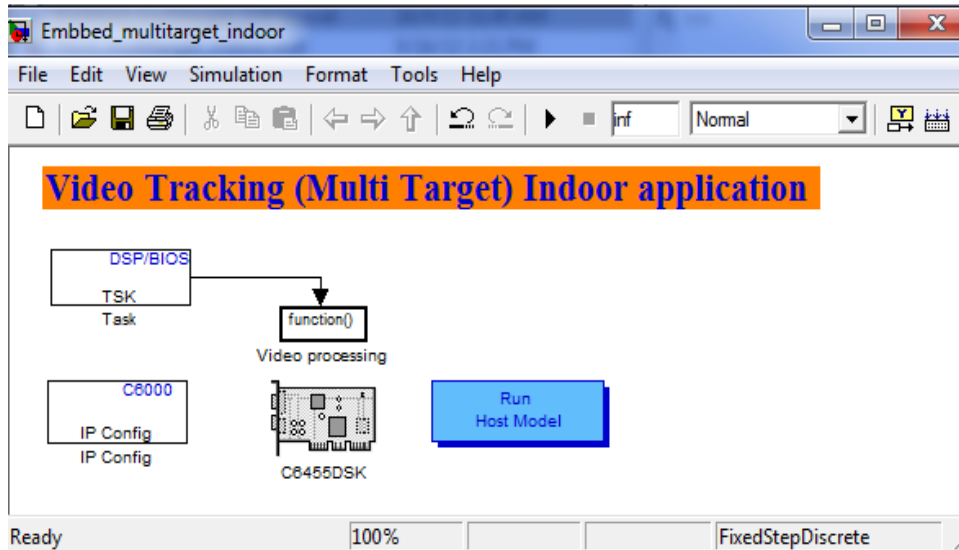 Embbed_multitarget_indoor
File Edit View Simulation Format Tools Help
inf Normal
Video Tracking (Multi Target) Indoor application
DSP/BIOS
TSK
Task
function()
Video processing
C6000
IP Config
IP Config
C6455DSK
Run
Host Model
Ready 100% FixedStepDiscrete